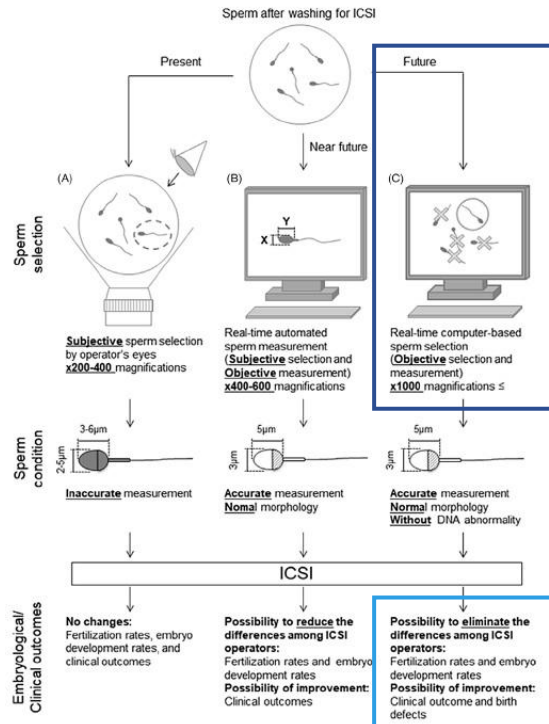 Sperm after washing for ICSI
Present
Future
Near future
(A)
(B)
(C)
Y
X
Sperm
selection
Subjective sperm selection
by operator's eyes
x200-400 magnifications
Real-time automated
sperm measurement
(Subjective selection and
Objective measurement)
x400-600 magnifications
Real-time computer-based
sperm selection
(Objective selection and
measurement)
x1000 magnifications ≤
Sperm
condition
3-6μm
2-5μm
Inaccurate measurement
5μm
3μm
Accurate measurement
Nomal morphology
5μm
3μm
Accurate measurement
Normal morphology
Without DNA abnormality
ICSI
Embryological/
Clinical outcomes
No changes:
Fertilization rates, embryo
development rates, and
clinical outcomes
Possibility to reduce the
differences among ICSI
operators:
Fertilization rates and embryo
development rates
Possibility of improvement:
Clinical outcomes
Possibility to eliminate the
differences among ICSI
operators:
Fertilization rates and embryo
development rates
Possibility of improvement:
Clinical outcome and birth
defects